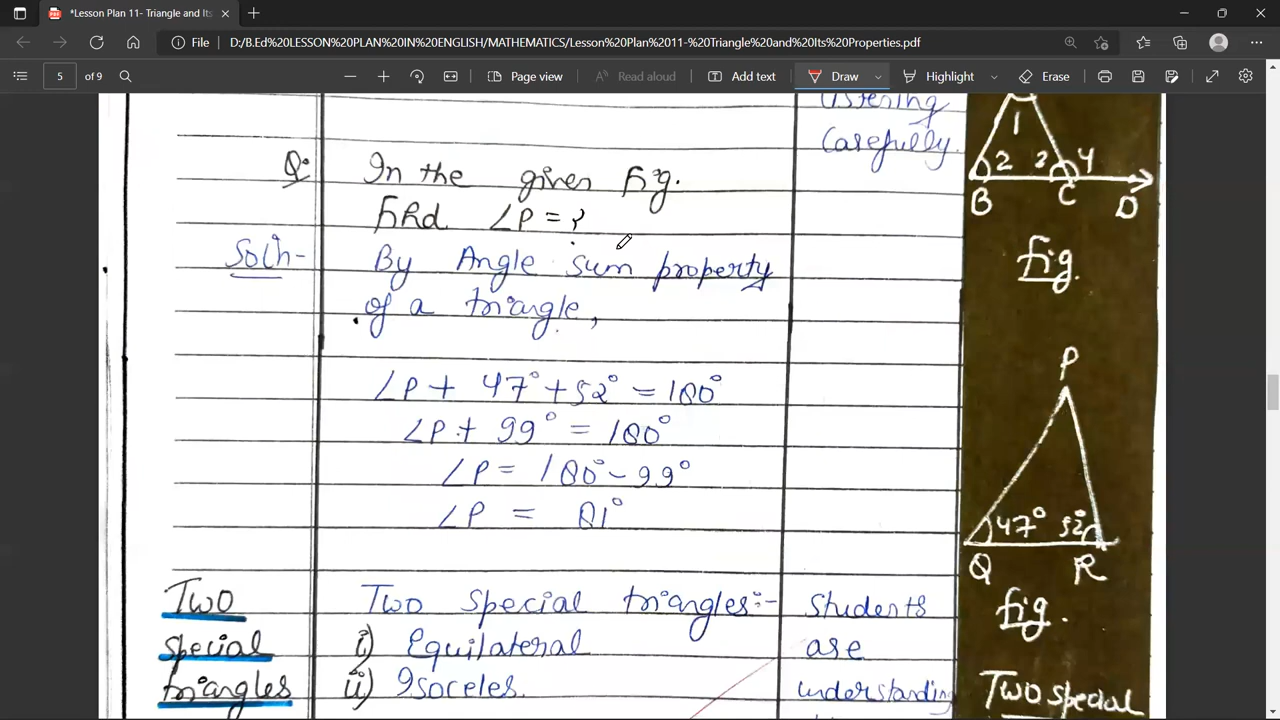 *Lesson Plan 11- Triangle and Its
File
D:/B.Ed%20LESSON%20PLAN%20IN%20ENGLISH/MATHEMATICS/Lesson%20Plan%2011-%20Triangle%20and%20Its%20Properties.pdf
5 of 9
Page view
Read aloud
Add text
Draw
Highlight
Erase
listening
Carefully.
Q:
In the given fig.
find ∠P = ?
Soln-
By Angle sum property
of a triangle,
∠P + 47° + 52° = 180°
∠P + 99° = 180°
∠P = 180° - 99°
∠P = 81°
Two
special
triangles
Two special triangles:-
i) Equilateral
ii) Isoceles.
Students
are
understanding
1
2 3 4
B C D
fig.
P
47° 52°
Q R
fig.
Two special